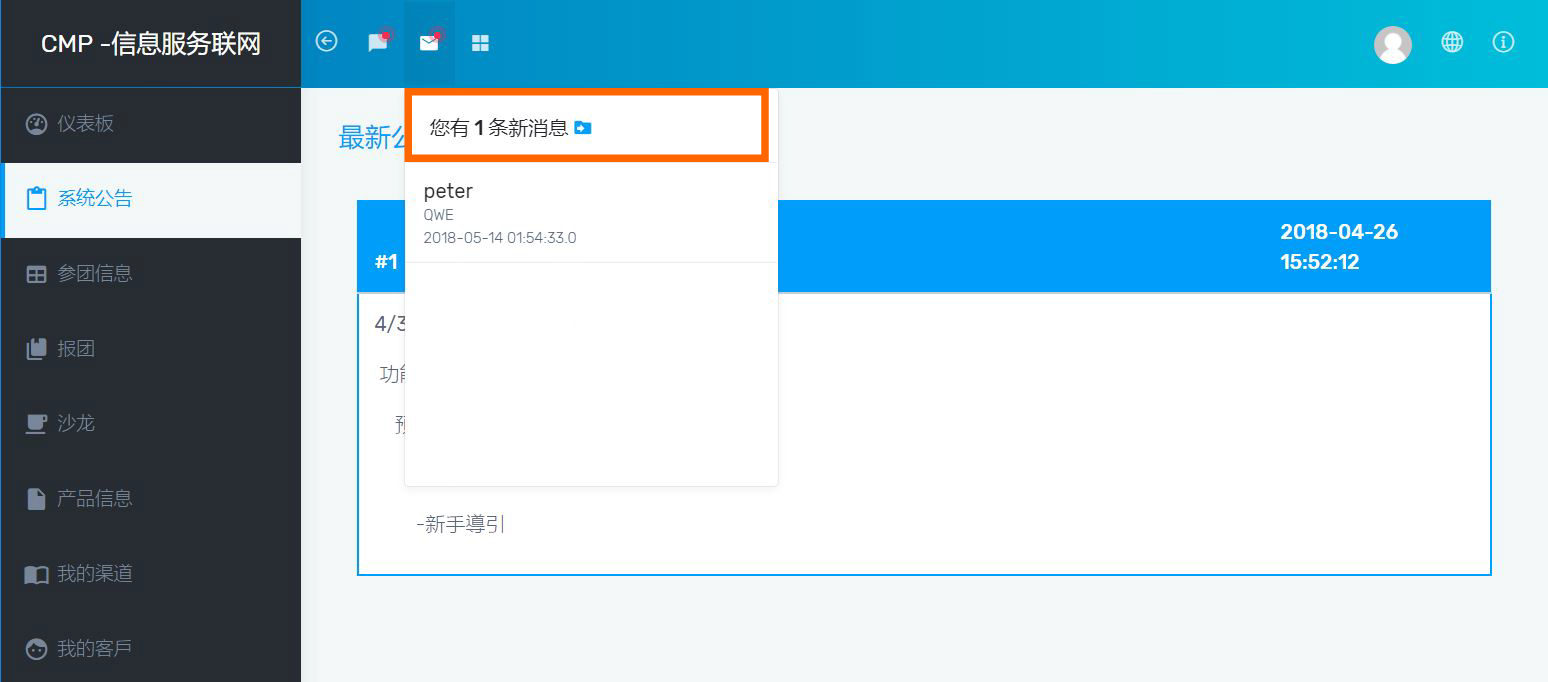 CMP -信息服务联网
仪表板
系统公告
参团信息
报团
沙龙
产品信息
我的渠道
我的客戶
最新公
您有 1 条新消息
peter
QWE
2018-05-14 01:54:33.0
#1
2018-04-26
15:52:12
4/3
功能
-新手導引